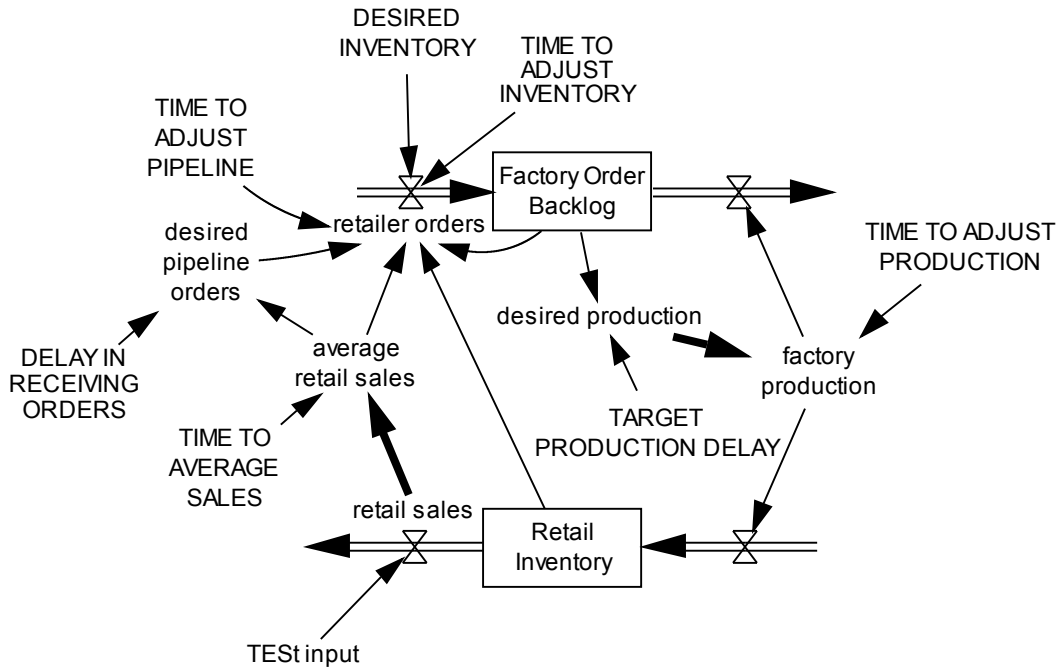 DESIRED
INVENTORY
TIME TO
ADJUST
INVENTORY
TIME TO
ADJUST
PIPELINE
Factory Order
Backlog
retailer orders
desired
pipeline
orders
TIME TO ADJUST
PRODUCTION
desired production
DELAY IN
RECEIVING
ORDERS
average
retail sales
factory
production
TARGET
PRODUCTION DELAY
TIME TO
AVERAGE
SALES
retail sales
Retail
Inventory
TESt input